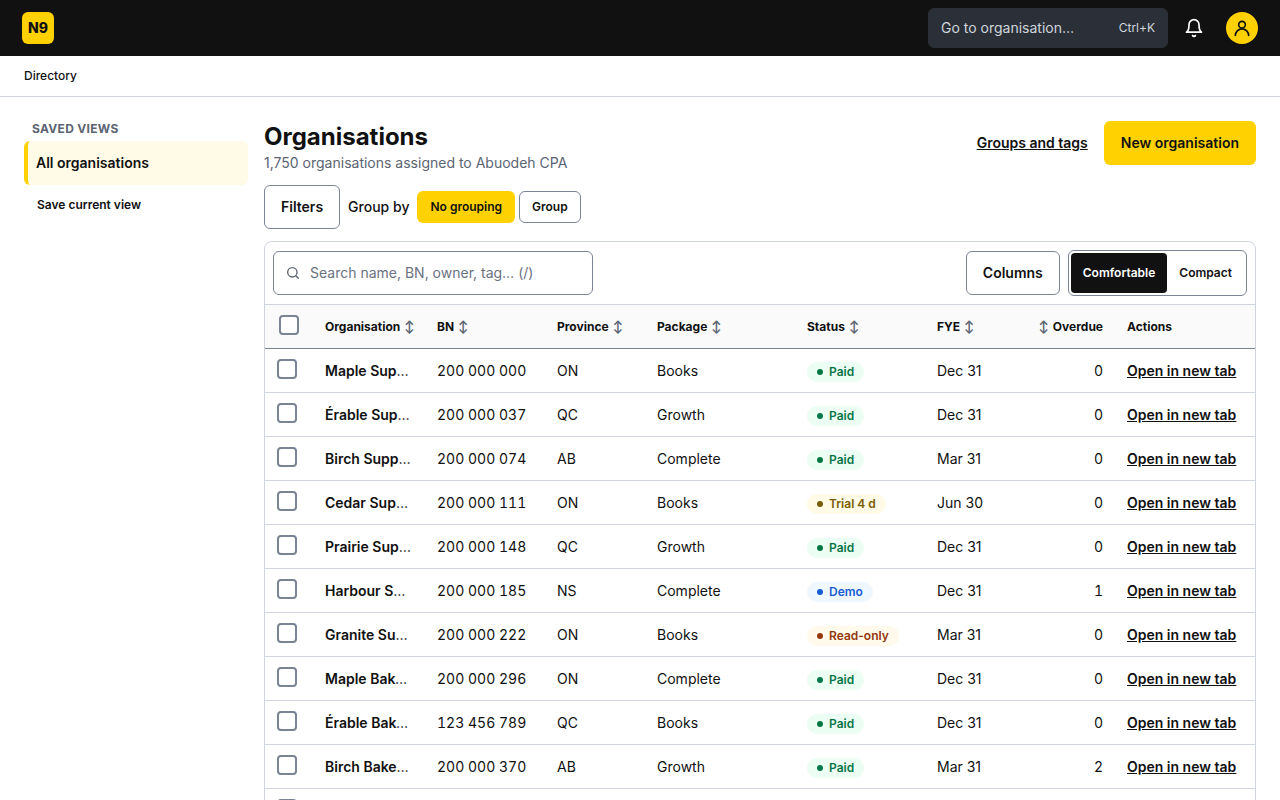 N9
Go to organisation... Ctrl+K
Directory
SAVED VIEWS
All organisations
Save current view
Organisations
1,750 organisations assigned to Abuodeh CPA
Groups and tags
New organisation
Filters Group by No grouping Group
Search name, BN, owner, tag... (/)
Columns Comfortable Compact
Organisation BN Province Package Status FYE Overdue Actions
Maple Sup... 200 000 000 ON Books Paid Dec 31 0 Open in new tab
Érable Sup... 200 000 037 QC Growth Paid Dec 31 0 Open in new tab
Birch Supp... 200 000 074 AB Complete Paid Mar 31 0 Open in new tab
Cedar Sup... 200 000 111 ON Books Trial 4 d Jun 30 0 Open in new tab
Prairie Sup... 200 000 148 QC Growth Paid Dec 31 0 Open in new tab
Harbour S... 200 000 185 NS Complete Demo Dec 31 1 Open in new tab
Granite Su... 200 000 222 ON Books Read-only Mar 31 0 Open in new tab
Maple Bak... 200 000 296 ON Complete Paid Dec 31 0 Open in new tab
Érable Bak... 123 456 789 QC Books Paid Dec 31 0 Open in new tab
Birch Bake... 200 000 370 AB Growth Paid Mar 31 2 Open in new tab